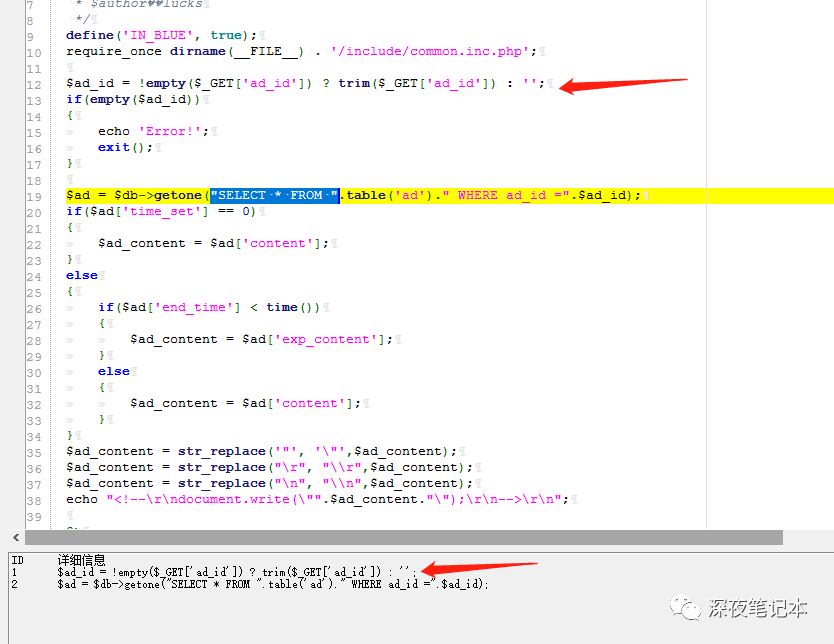 7 * $author��lucks
8 */
9 define('IN_BLUE', true);
10 require_once dirname(__FILE__) . '/include/common.inc.php';
11
12 $ad_id = !empty($_GET['ad_id']) ? trim($_GET['ad_id']) : '';
13 if(empty($ad_id))
14 {
15 echo 'Error!';
16 exit();
17 }
18
19 $ad = $db->getone("SELECT * FROM ".table('ad')." WHERE ad_id =".$ad_id);
20 if($ad['time_set'] == 0)
21 {
22 $ad_content = $ad['content'];
23 }
24 else
25 {
26 if($ad['end_time'] < time())
27 {
28 $ad_content = $ad['exp_content'];
29 }
30 else
31 {
32 $ad_content = $ad['content'];
33 }
34 }
35 $ad_content = str_replace('"', '\"',$ad_content);
36 $ad_content = str_replace("\r", "\\r",$ad_content);
37 $ad_content = str_replace("\n", "\\n",$ad_content);
38 echo "<!--\r\ndocument.write(\"".$ad_content."\");\r\n-->\r\n";
39
ID 详细信息
1 $ad_id = !empty($_GET['ad_id']) ? trim($_GET['ad_id']) : '';
2 $ad = $db->getone("SELECT * FROM ".table('ad')." WHERE ad_id =".$ad_id);
深夜笔记本